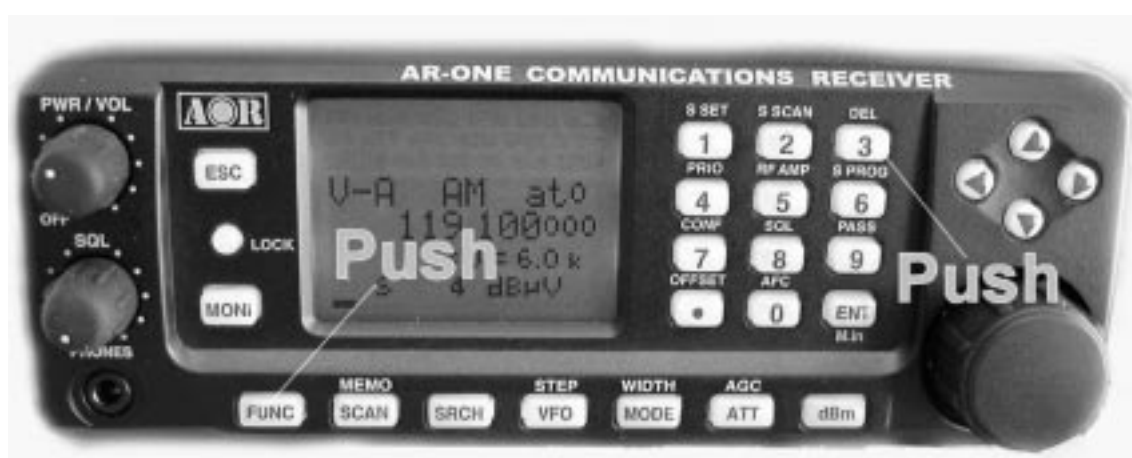 AR-ONE COMMUNICATIONS RECEIVER
PWR / VOL
OFF
SQL
PHONES
AOR
ESC
LOCK
MONi
V-A AM ato
119.100000
= 6.0 k
s 4 dBµV
Push
S SET S SCAN DEL
1 2 3
PRIO RF AMP S PROG
4 5 6
CONF SQL PASS
7 8 9
OFFSET AFC
• 0 ENT
M.in
Push
MEMO STEP WIDTH AGC
FUNC SCAN SRCH VFO MODE ATT dBm